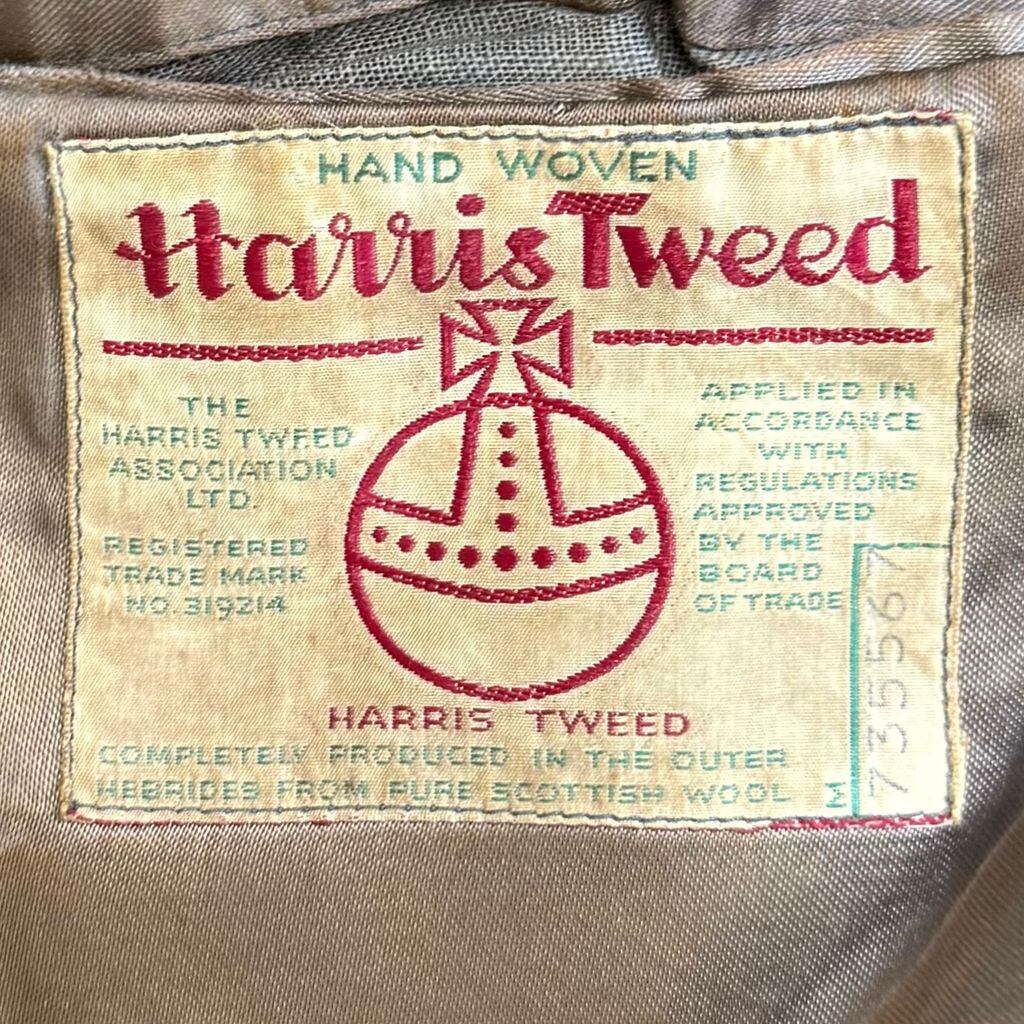 HAND WOVEN
Harris Tweed
THE
HARRIS TWEED
ASSOCIATION
LTD.
REGISTERED
TRADE MARK
NO. 319214
APPLIED IN
ACCORDANCE
WITH
REGULATIONS
APPROVED
BY THE
BOARD
OF TRADE
HARRIS TWEED
COMPLETELY PRODUCED IN THE OUTER
HEBRIDES FROM PURE SCOTTISH WOOL
M
735567